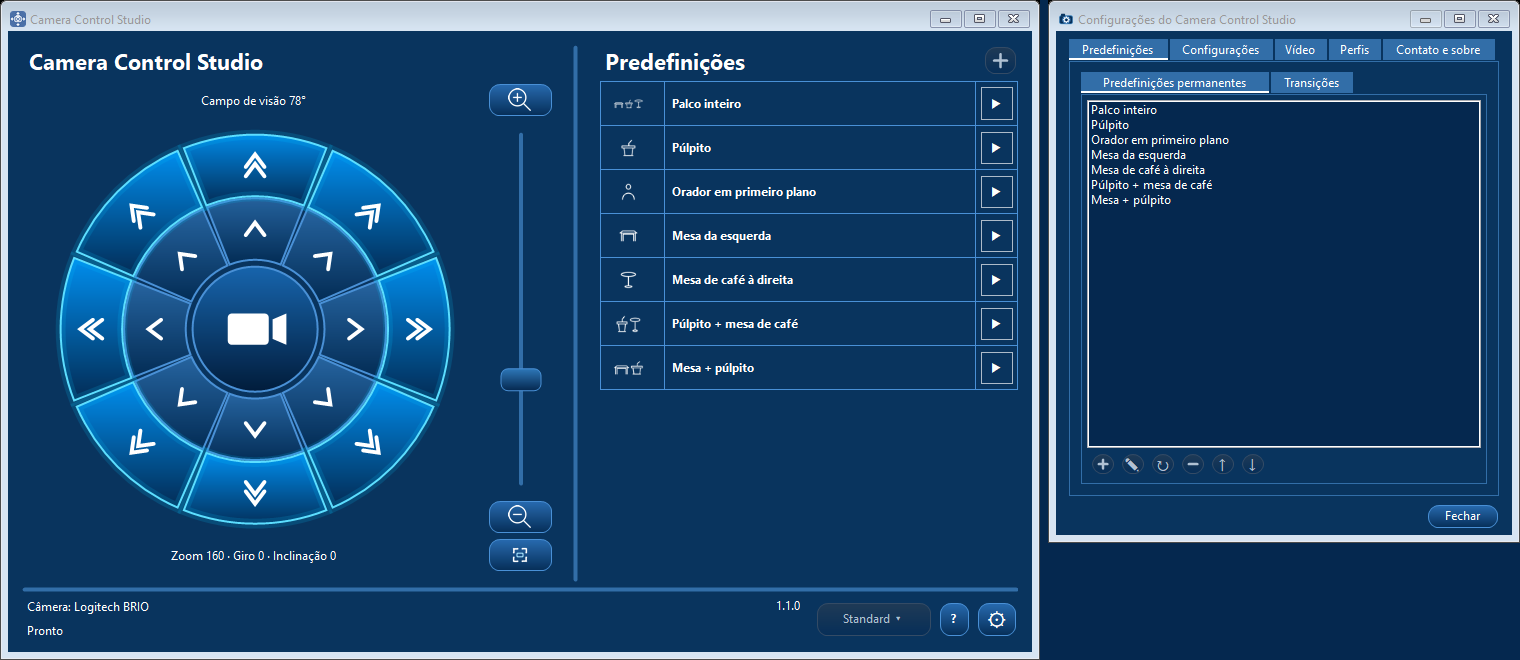 Camera Control Studio
Camera Control Studio
Campo de visão 78°
Zoom 160 · Giro 0 · Inclinação 0
Predefinições
Palco inteiro
Púlpito
Orador em primeiro plano
Mesa da esquerda
Mesa de café à direita
Púlpito + mesa de café
Mesa + púlpito
Câmera: Logitech BRIO
Pronto
1.1.0
Standard
?
Configurações do Camera Control Studio
Predefinições Configurações Vídeo Perfis Contato e sobre
Predefinições permanentes Transições
Palco inteiro
Púlpito
Orador em primeiro plano
Mesa da esquerda
Mesa de café à direita
Púlpito + mesa de café
Mesa + púlpito
Fechar